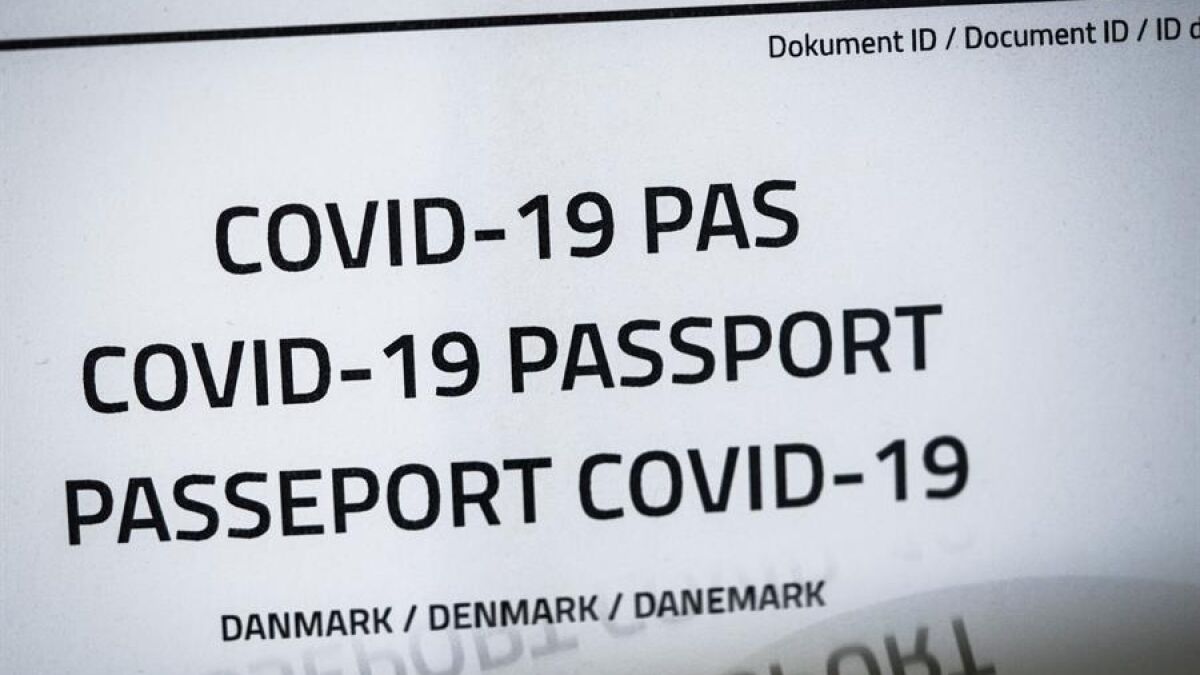 Dokument ID / Document ID / ID
COVID-19 PAS
COVID-19 PASSPORT
PASSEPORT COVID-19
DANMARK / DENMARK / DANEMARK